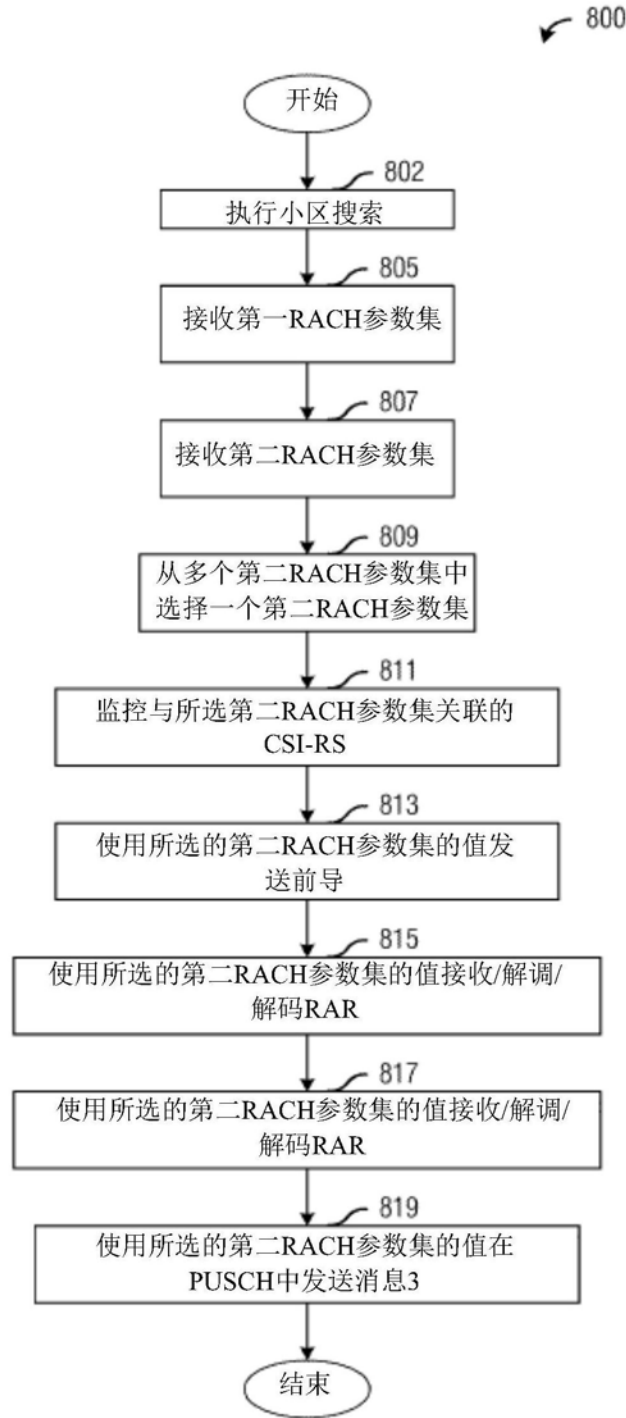 800
开始
802
执行小区搜索
805
接收第一RACH参数集
807
接收第二RACH参数集
809
从多个第二RACH参数集中
选择一个第二RACH参数集
811
监控与所选第二RACH参数集关联的
CSI-RS
813
使用所选的第二RACH参数集的值发
送前导
815
使用所选的第二RACH参数集的值接收/解调/
解码RAR
817
使用所选的第二RACH参数集的值接收/解调/
解码RAR
819
使用所选的第二RACH参数集的值在
PUSCH中发送消息3
结束